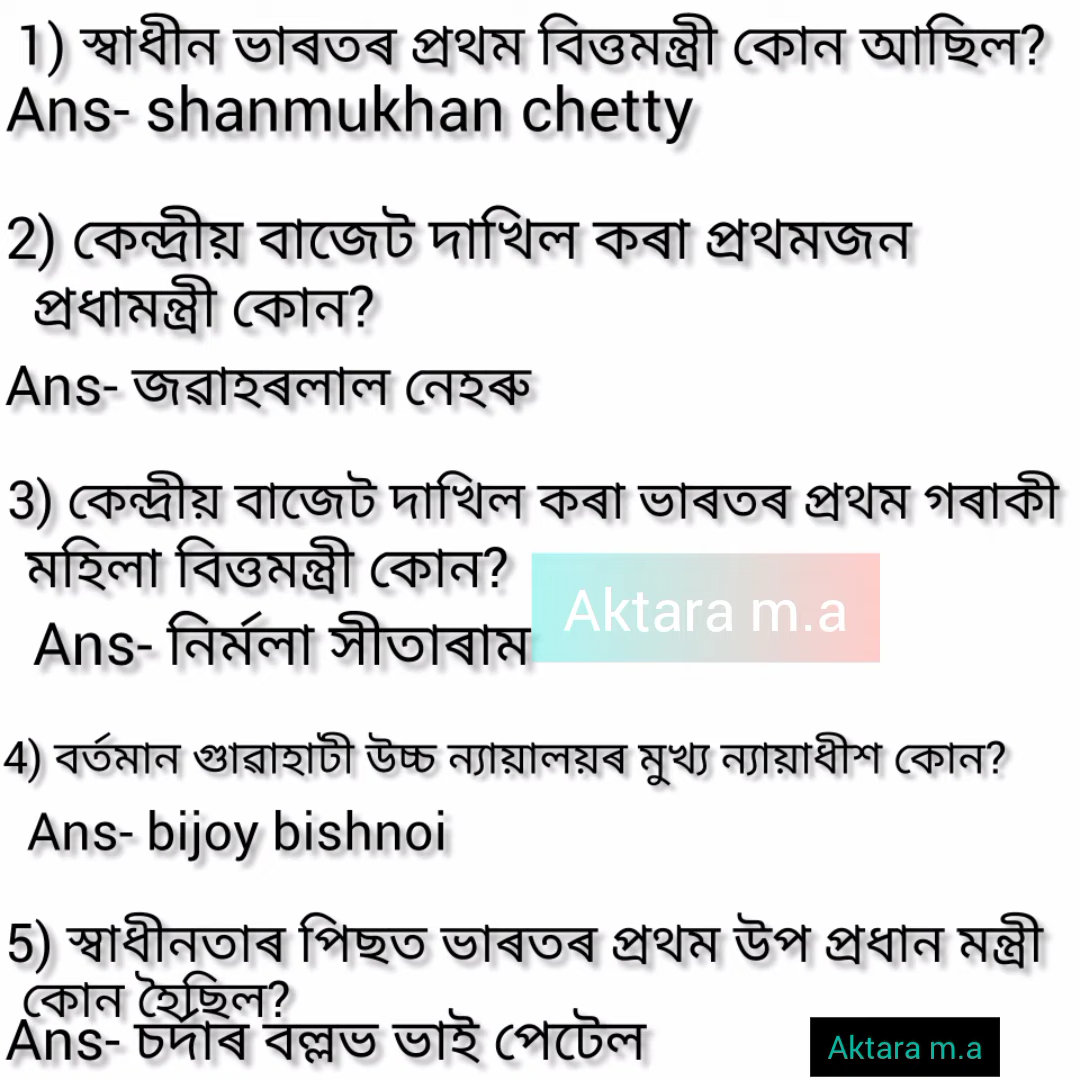 1) স্বাধীন ভাৰতৰ প্ৰথম বিত্তমন্ত্ৰী কোন আছিল?
Ans- shanmukhan chetty
2) কেন্দ্ৰীয় বাজেট দাখিল কৰা প্ৰথমজন
প্ৰধামন্ত্ৰী কোন?
Ans- জৱাহৰলাল নেহৰু
3) কেন্দ্ৰীয় বাজেট দাখিল কৰা ভাৰতৰ প্ৰথম গৰাকী
মহিলা বিত্তমন্ত্ৰী কোন?
Aktara m.a
Ans- নিৰ্মলা সীতাৰাম
4) বৰ্তমান গুৱাহাটী উচ্চ ন্যায়ালয়ৰ মুখ্য ন্যায়াধীশ কোন?
Ans- bijoy bishnoi
5) স্বাধীনতাৰ পিছত ভাৰতৰ প্ৰথম উপ প্ৰধান মন্ত্ৰী
কোন হৈছিল?
Ans- চৰ্দাৰ বল্লভ ভাই পেটেল
Aktara m.a